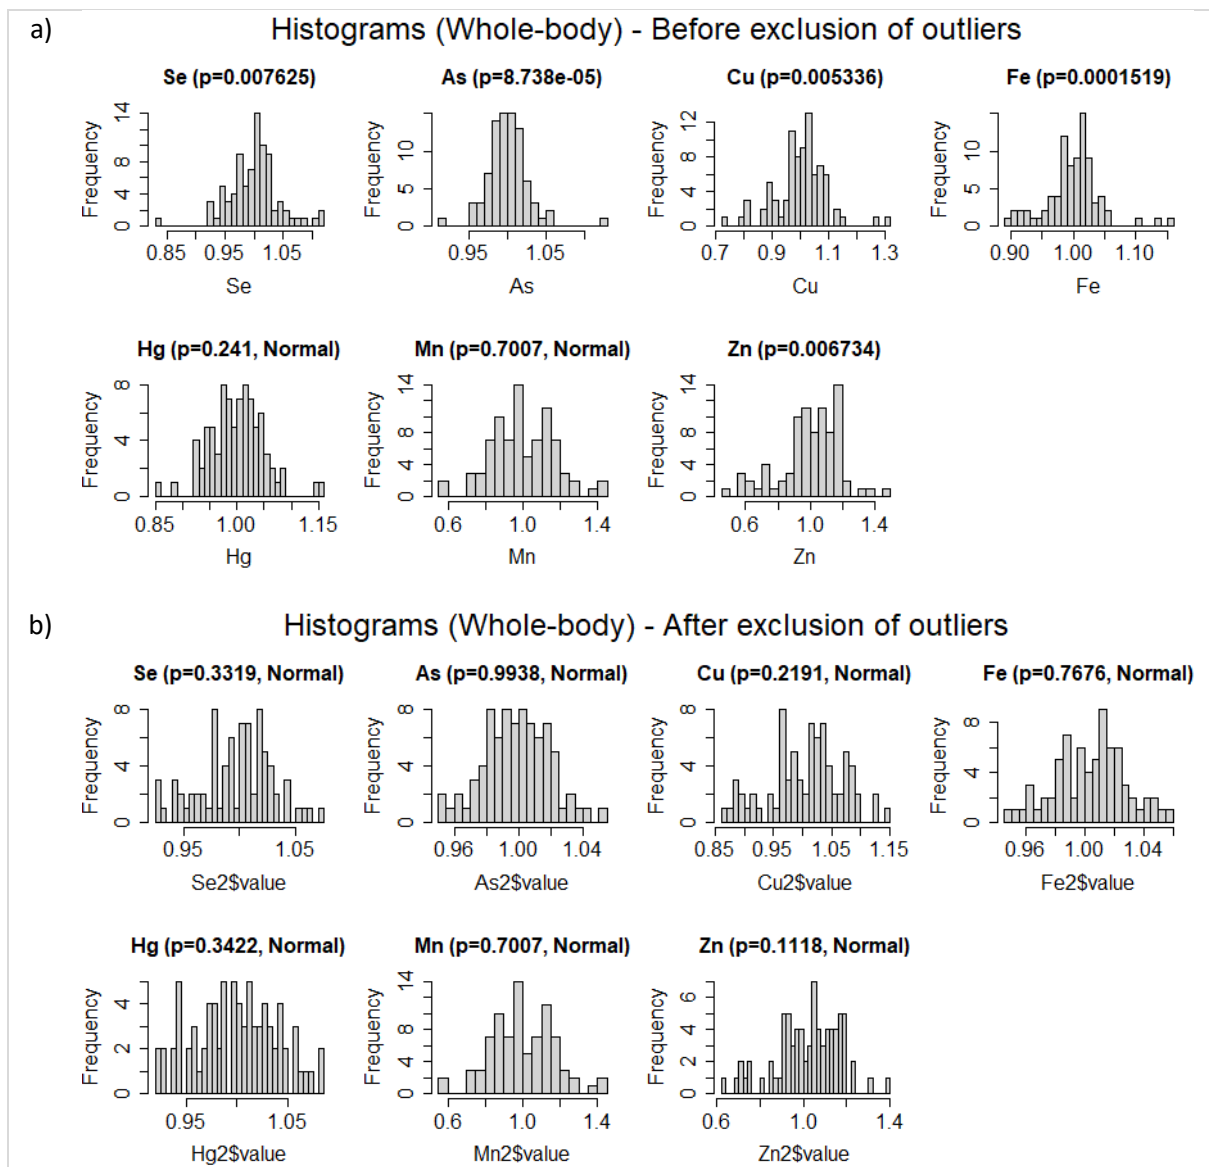 a)
Histograms (Whole-body) - Before exclusion of outliers
Se (p=0.007625) As (p=8.738e-05) Cu (p=0.005336) Fe (p=0.0001519)
Frequency 0 4 8 14 Frequency 0 5 10 Frequency 0 4 8 12 Frequency 0 5 10
0.85 0.95 1.05 0.95 1.05 0.7 0.9 1.1 1.3 0.90 1.00 1.10
Se As Cu Fe
Hg (p=0.241, Normal) Mn (p=0.7007, Normal) Zn (p=0.006734)
Frequency 0 4 8 Frequency 0 4 8 14 Frequency 0 4 8 14
0.85 1.00 1.15 0.6 1.0 1.4 0.6 1.0 1.4
Hg Mn Zn
b)
Histograms (Whole-body) - After exclusion of outliers
Se (p=0.3319, Normal) As (p=0.9938, Normal) Cu (p=0.2191, Normal) Fe (p=0.7676, Normal)
Frequency 0 4 8 Frequency 0 4 8 Frequency 0 4 8 Frequency 0 4 8
0.95 1.05 0.96 1.00 1.04 0.85 0.95 1.05 1.15 0.96 1.00 1.04
Se2$value As2$value Cu2$value Fe2$value
Hg (p=0.3422, Normal) Mn (p=0.7007, Normal) Zn (p=0.1118, Normal)
Frequency 0 2 4 Frequency 0 4 8 14 Frequency 0 2 4 6
0.95 1.05 0.6 1.0 1.4 0.6 1.0 1.4
Hg2$value Mn2$value Zn2$value